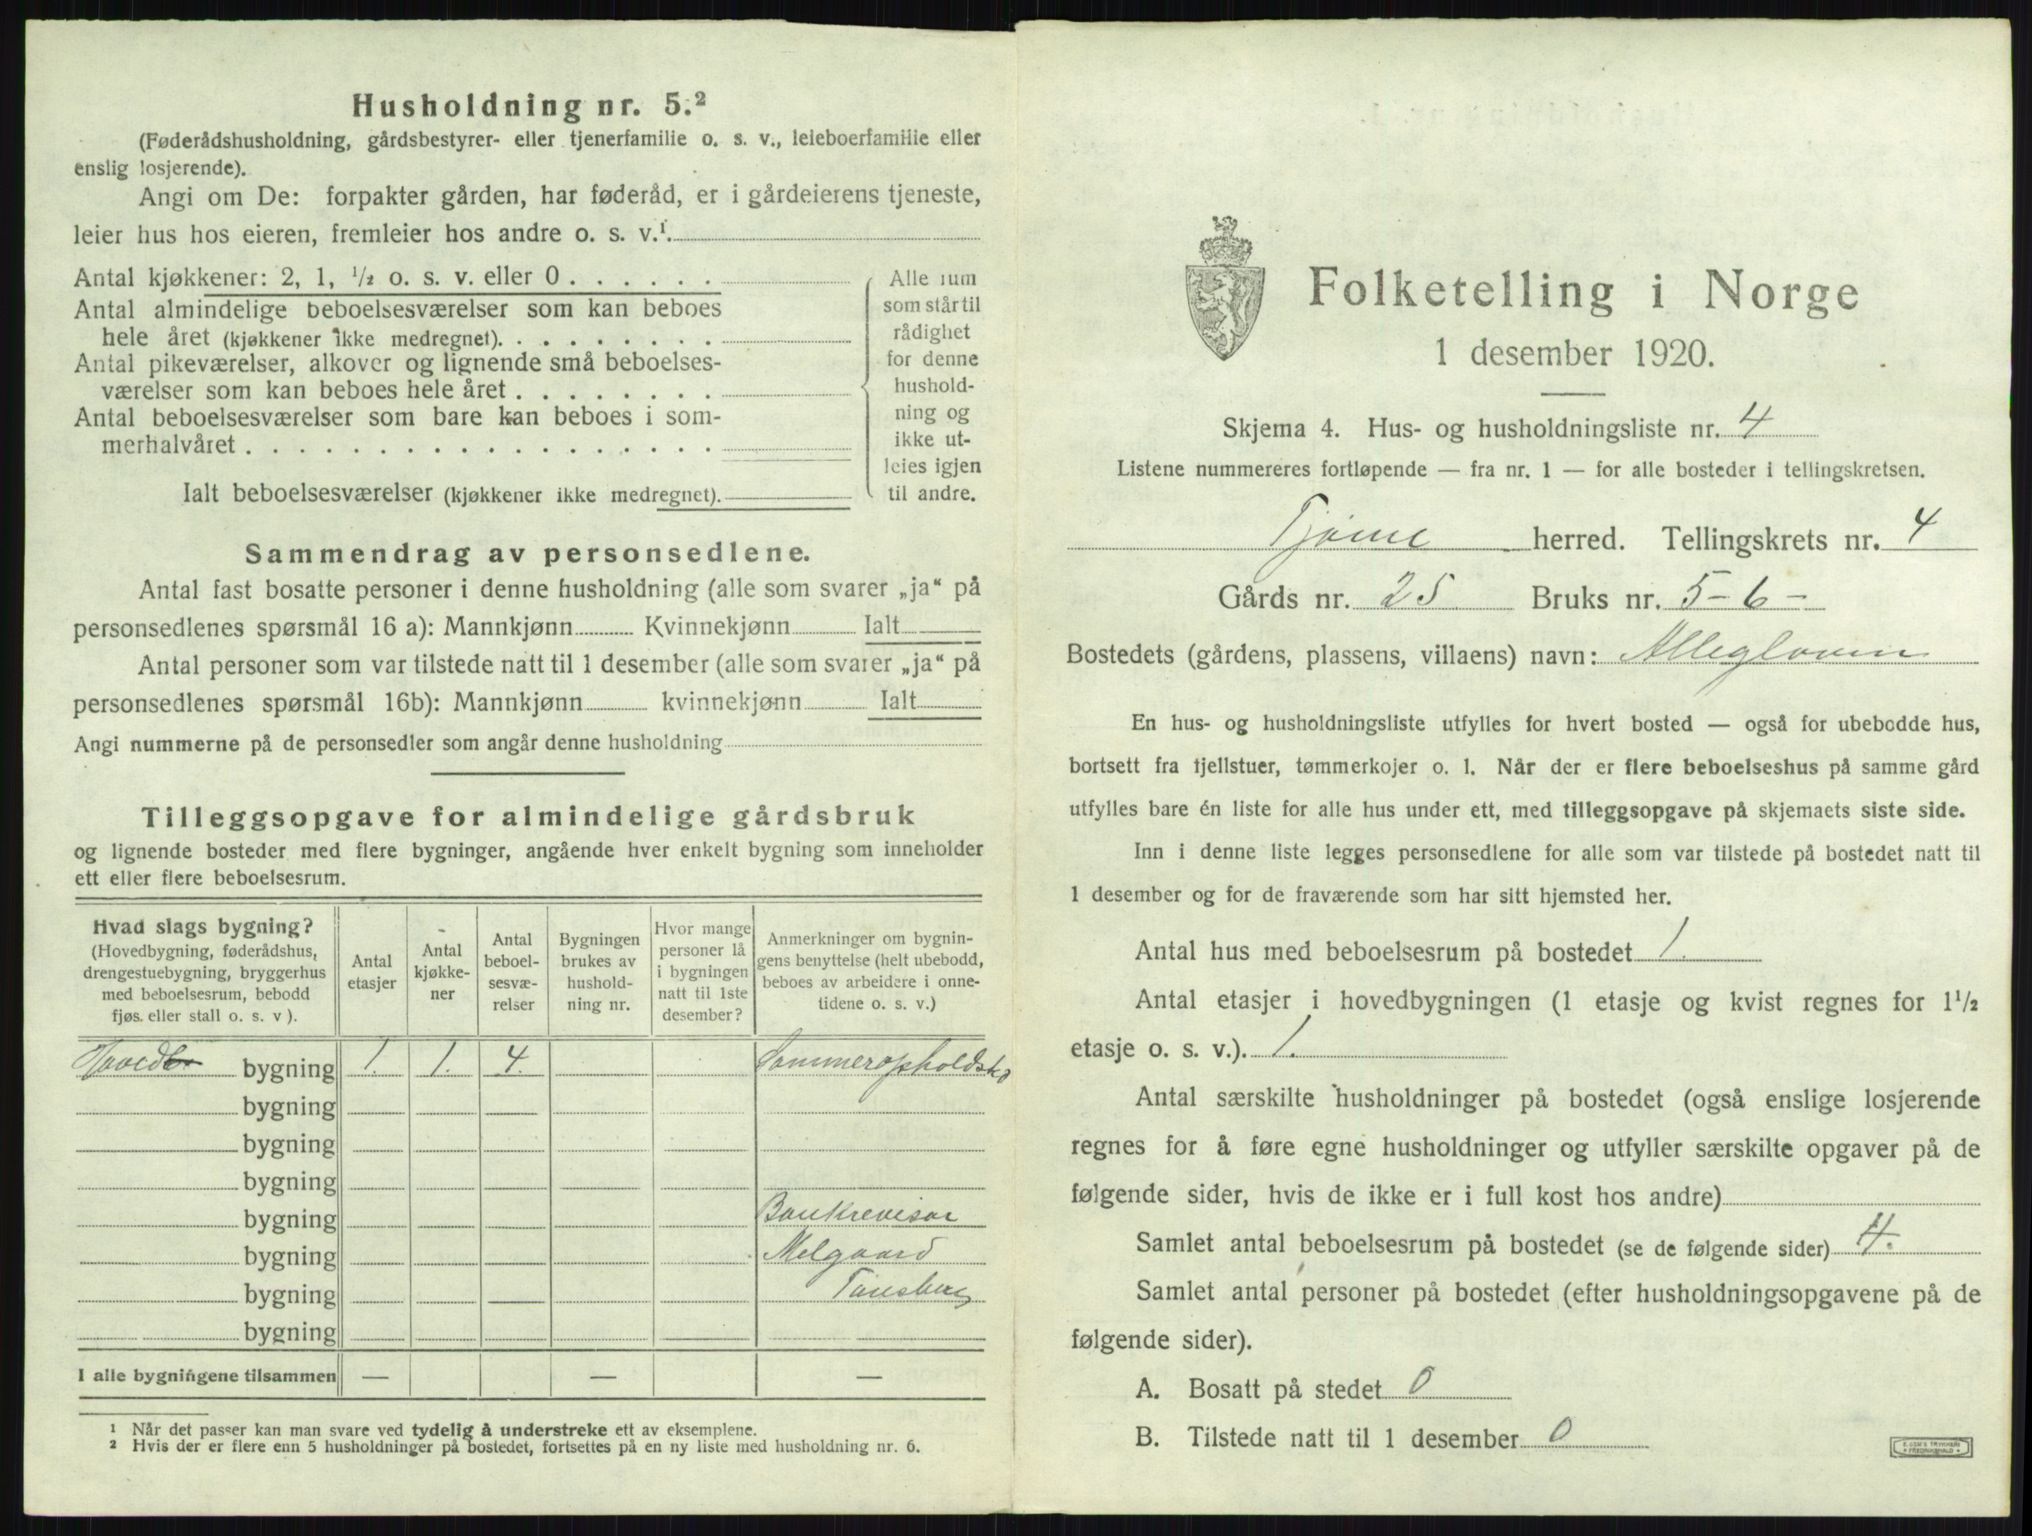 Husholdning nr. 5.²
(Føderådshusholdning, gårdsbestyrer- eller tjenerfamilie o. s. v., leieboerfamilie eller
enslig losjerende).
Angi om De: forpakter gården, har føderåd, er i gårdeierens tjeneste,
leier hus hos eieren, fremleier hos andre o. s. v.¹
Antal kjøkkener: 2, 1, ½ o. s. v. eller 0 . . . . . .
Antal almindelige beboelsesværelser som kan beboes
hele året (kjøkkener ikke medregnet). . . . . . . . .
Antal pikeværelser, alkover og lignende små beboelses-
værelser som kan beboes hele året . . . . . . . .
Antal beboelsesværelser som bare kan beboes i som-
merhalvåret . . . . . . . . . . . . . . . . . .
Ialt beboelsesværelser (kjøkkener ikke medregnet).
Alle rum
som står til
rådighet
for denne
hushold-
ning og
ikke ut-
leies igjen
til andre.
Sammendrag av personsedlene.
Antal fast bosatte personer i denne husholdning (alle som svarer „ja“ på
personsedlenes spørsmål 16 a): Mannkjønn Kvinnekjønn Ialt
Antal personer som var tilstede natt til 1 desember (alle som svarer „ja“ på
personsedlenes spørsmål 16b): Mannkjønn kvinnekjønn Ialt
Angi nummerne på de personsedler som angår denne husholdning
Tilleggsopgave for almindelige gårdsbruk
og lignende bosteder med flere bygninger, angående hver enkelt bygning som inneholder
ett eller flere beboelsesrum.
Hvad slags bygning?
(Hovedbygning, føderådshus,
drengestuebygning, bryggerhus
med beboelsesrum, bebodd
fjøs. eller stall o. s. v ).
Antal
etasjer
Antal
kjøkke-
ner
Antal
beboel-
sesvæ-
relser
Bygningen
brukes av
hushold-
ning nr.
Hvor mange
personer lå
i bygningen
natt til 1ste
desember?
Anmerkninger om bygnin-
gens benyttelse (helt ubebodd,
beboes av arbeidere i onne-
tidene o. s. v.)
Hovedbr bygning 1. 1. 4. Sommeropholdsko
bygning
bygning
bygning
bygning Bankrevisor
bygning Melgaard
bygning Tønsberg
bygning
I alle bygningene tilsammen — — —
¹ Når det passer kan man svare ved tydelig å understreke ett av eksemplene.
² Hvis der er flere enn 5 husholdninger på bostedet, fortsettes på en ny liste med husholdning nr. 6.
Folketelling i Norge
1 desember 1920.
Skjema 4. Hus- og husholdningsliste nr. 4
Listene nummereres fortløpende — fra nr. 1 — for alle bosteder i tellingskretsen.
Tjøme herred. Tellingskrets nr. 4
Gårds nr. 25 Bruks nr. 5-6-
Bostedets (gårdens, plassens, villaens) navn:
En hus- og husholdningsliste utfylles for hvert bosted — også for ubebodde hus,
bortsett fra fjellstuer, tømmerkojer o. l. Når der er flere beboelseshus på samme gård
utfylles bare én liste for alle hus under ett, med tilleggsopgave på skjemaets siste side.
Inn i denne liste legges personsedlene for alle som var tilstede på bostedet natt til
1 desember og for de fraværende som har sitt hjemsted her.
Antal hus med beboelsesrum på bostedet 1.
Antal etasjer i hovedbygningen (1 etasje og kvist regnes for 1½
etasje o. s. v.). 1.
Antal særskilte husholdninger på bostedet (også enslige losjerende
regnes for å føre egne husholdninger og utfyller særskilte opgaver på de
følgende sider, hvis de ikke er i full kost hos andre)
Samlet antal beboelsesrum på bostedet (se de følgende sider) 4.
Samlet antal personer på bostedet (efter husholdningsopgavene på de
følgende sider).
A. Bosatt på stedet 0
B. Tilstede natt til 1 desember 0